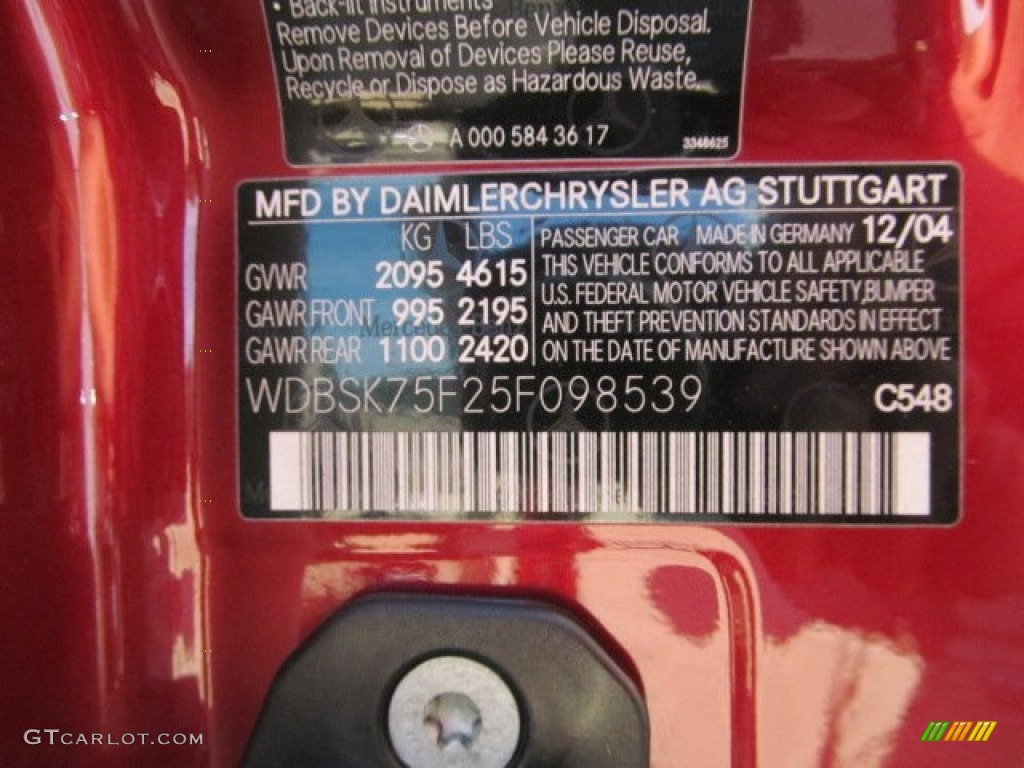 • Back-lit Instruments
Remove Devices Before Vehicle Disposal.
Upon Removal of Devices Please Reuse,
Recycle or Dispose as Hazardous Waste.
A 000 584 36 17
3348625
MFD BY DAIMLERCHRYSLER AG STUTTGART
KG LBS
PASSENGER CAR MADE IN GERMANY 12/04
GVWR 2095 4615
THIS VEHICLE CONFORMS TO ALL APPLICABLE
GAWR FRONT 995 2195
U.S. FEDERAL MOTOR VEHICLE SAFETY,BUMPER
AND THEFT PREVENTION STANDARDS IN EFFECT
GAWR REAR 1100 2420
ON THE DATE OF MANUFACTURE SHOWN ABOVE
WDBSK75F25F098539
C548
GTCARLOT.COM